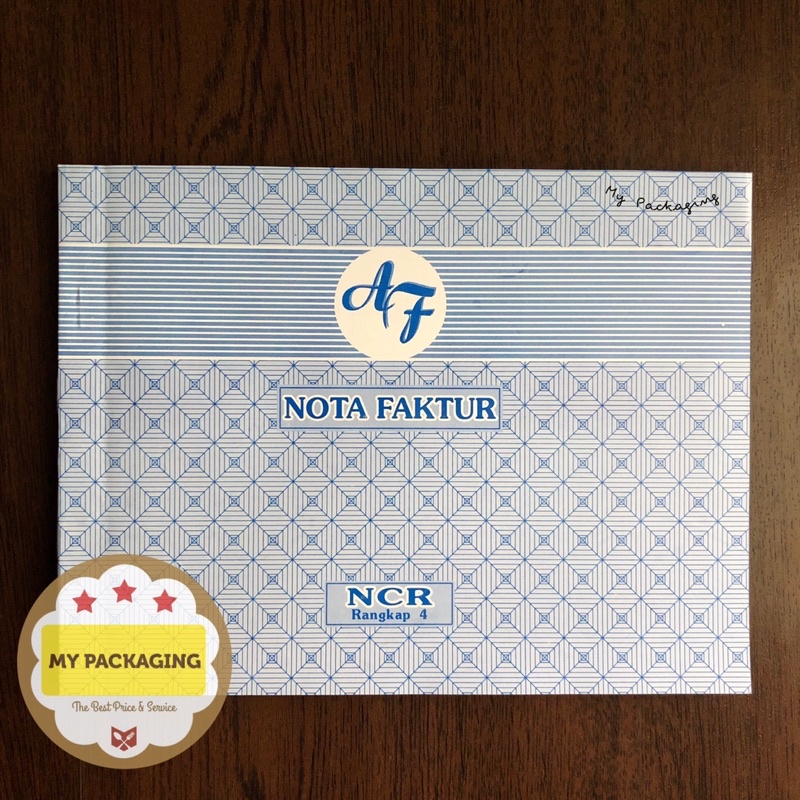 My Packaging
AF
NOTA FAKTUR
NCR
Rangkap 4
MY PACKAGING
The Best Price & Service